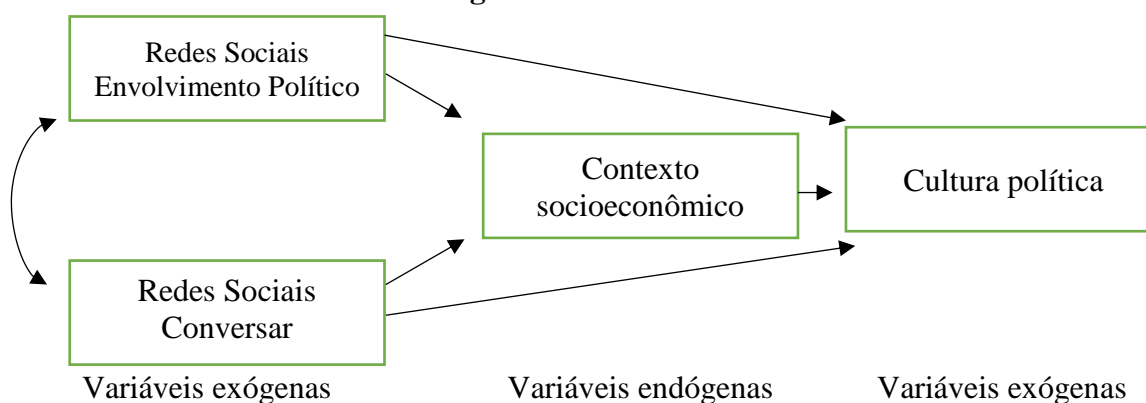 Redes Sociais
Envolvimento Político
Contexto
socioeconômico
Cultura política
Redes Sociais
Conversar
Variáveis exógenas
Variáveis endógenas
Variáveis exógenas